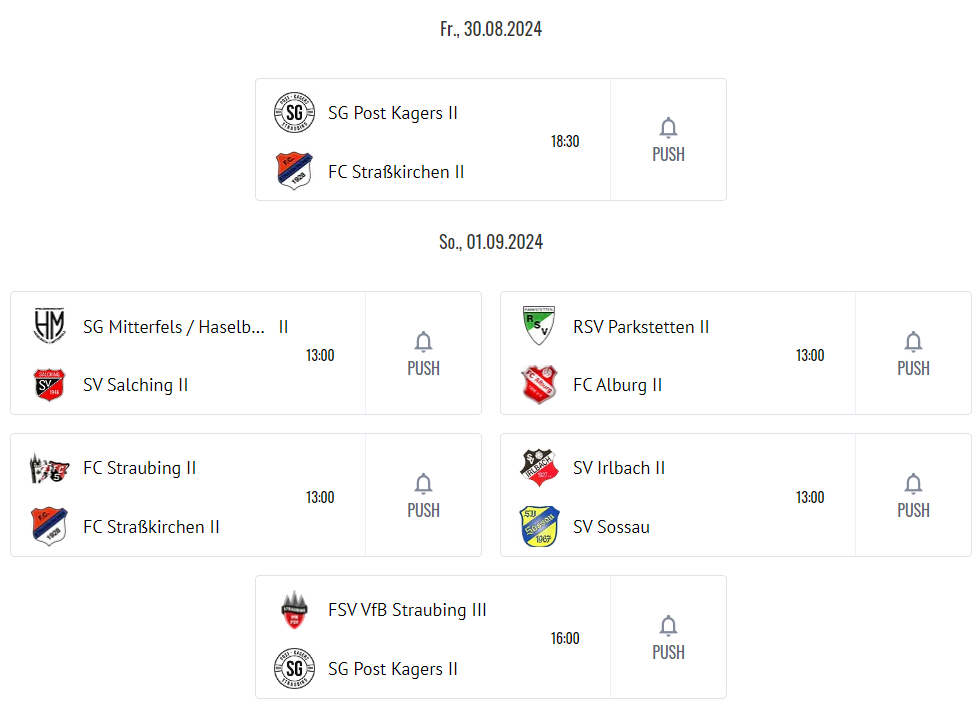 Fr., 30.08.2024
SG Post Kagers II
18:30
PUSH
FC Straßkirchen II
So., 01.09.2024
SG Mitterfels / Haselb... II
13:00
PUSH
SV Salching II
RSV Parkstetten II
13:00
PUSH
FC Alburg II
FC Straubing II
13:00
PUSH
FC Straßkirchen II
SV Irlbach II
13:00
PUSH
SV Sossau
FSV VfB Straubing III
16:00
PUSH
SG Post Kagers II